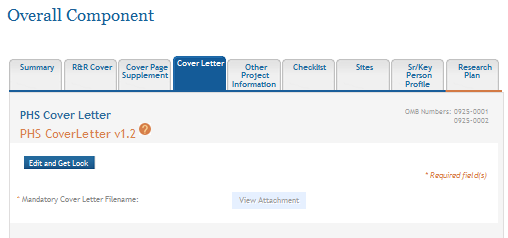 Overall Component
Summary
R&R Cover
Cover Page
Supplement
Cover Letter
Other
Project
Information
Checklist
Sites
Sr/Key
Person
Profile
Research
Plan
PHS Cover Letter
OMB Numbers: 0925-0001
0925-0002
PHS CoverLetter v1.2 ?
Edit and Get Lock
* Required field(s)
* Mandatory Cover Letter Filename:
View Attachment